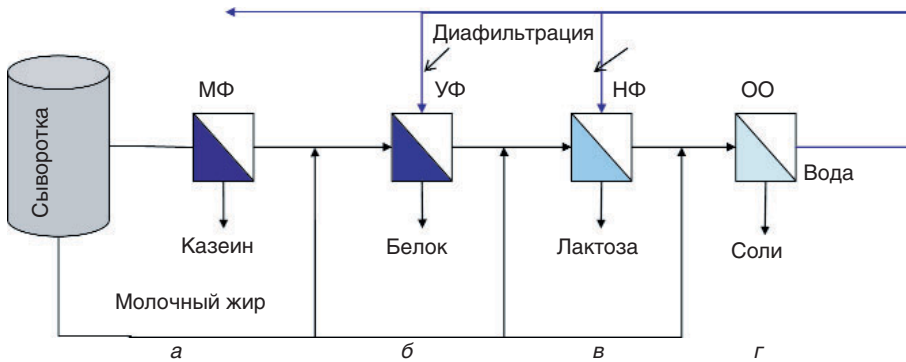 Диафильтрация
МФ
УФ
НФ
ОО
Сыворотка
Вода
Казеин
Белок
Лактоза
Соли
Молочный жир
а
б
в
г